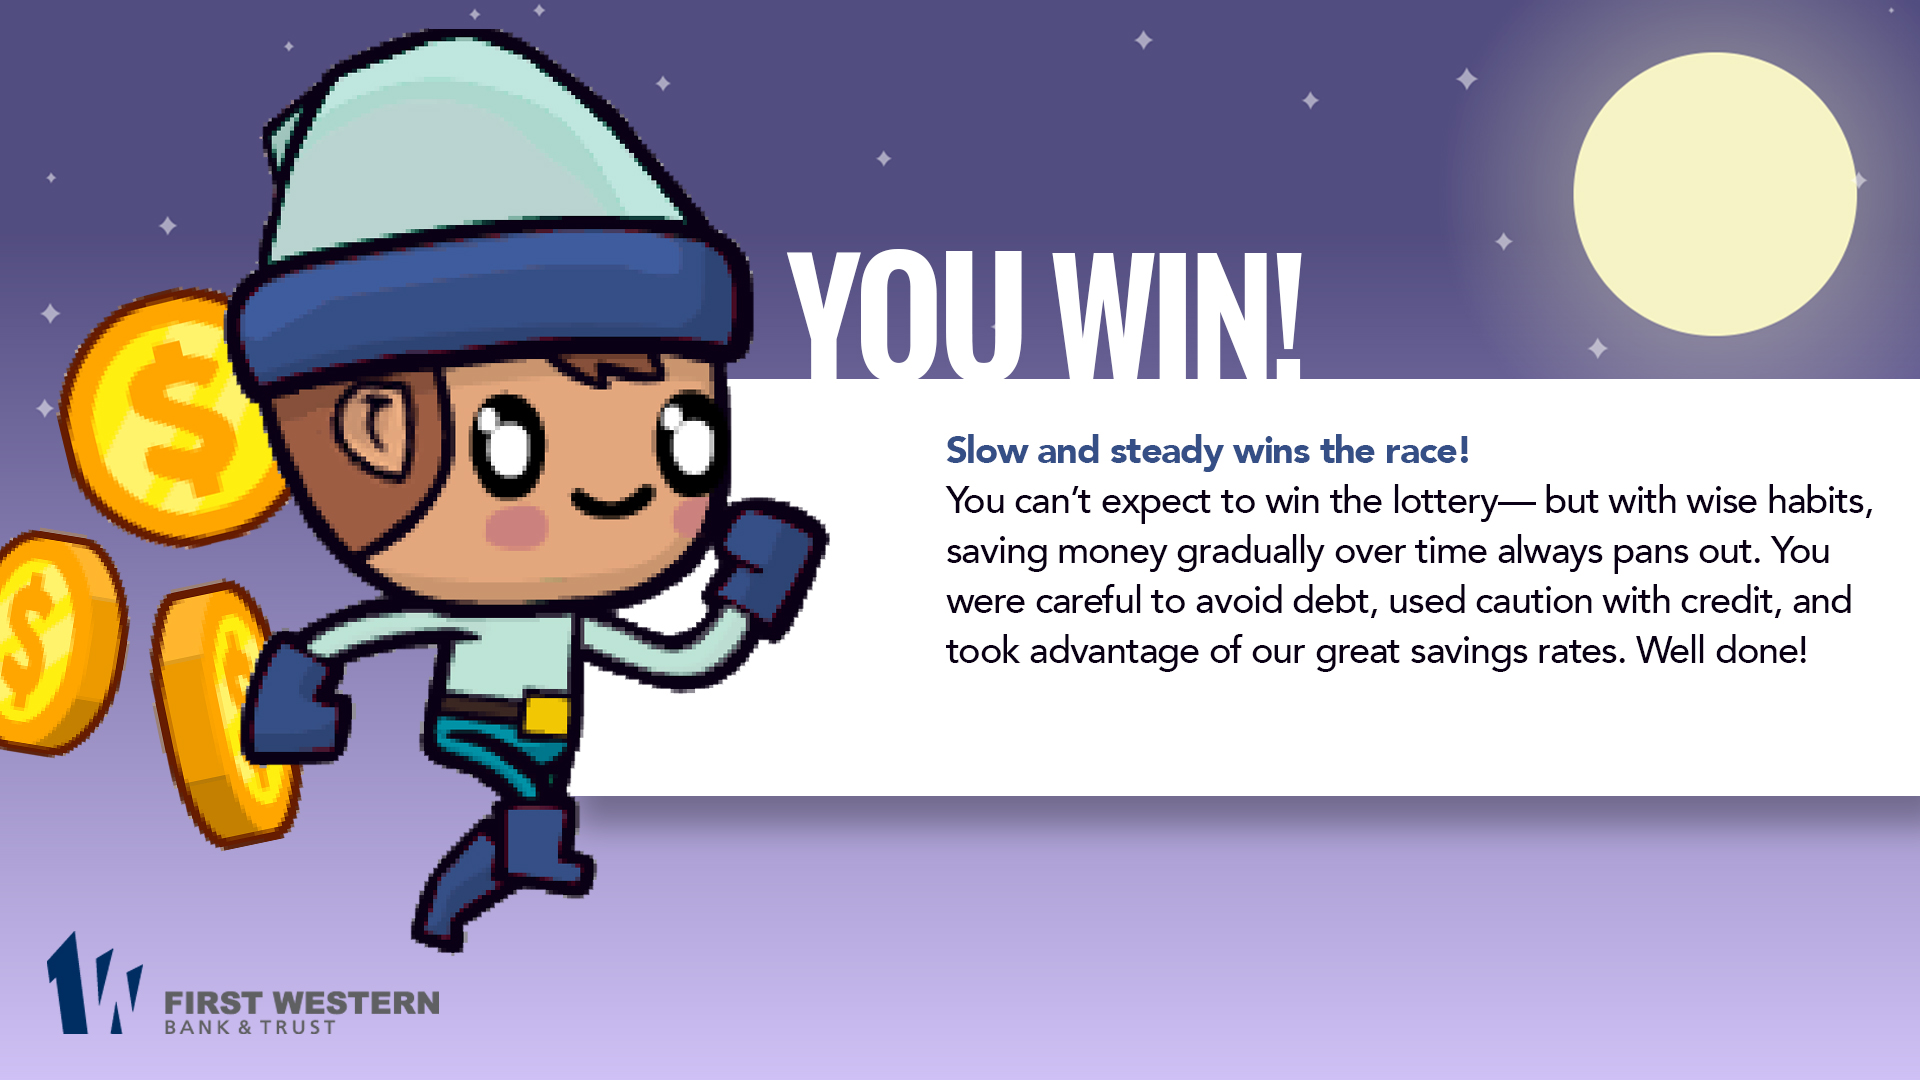 YOU WIN!
Slow and steady wins the race!
You can’t expect to win the lottery— but with wise habits,
saving money gradually over time always pans out. You
were careful to avoid debt, used caution with credit, and
took advantage of our great savings rates. Well done!
$
$
$
1W
FIRST WESTERN
BANK & TRUST